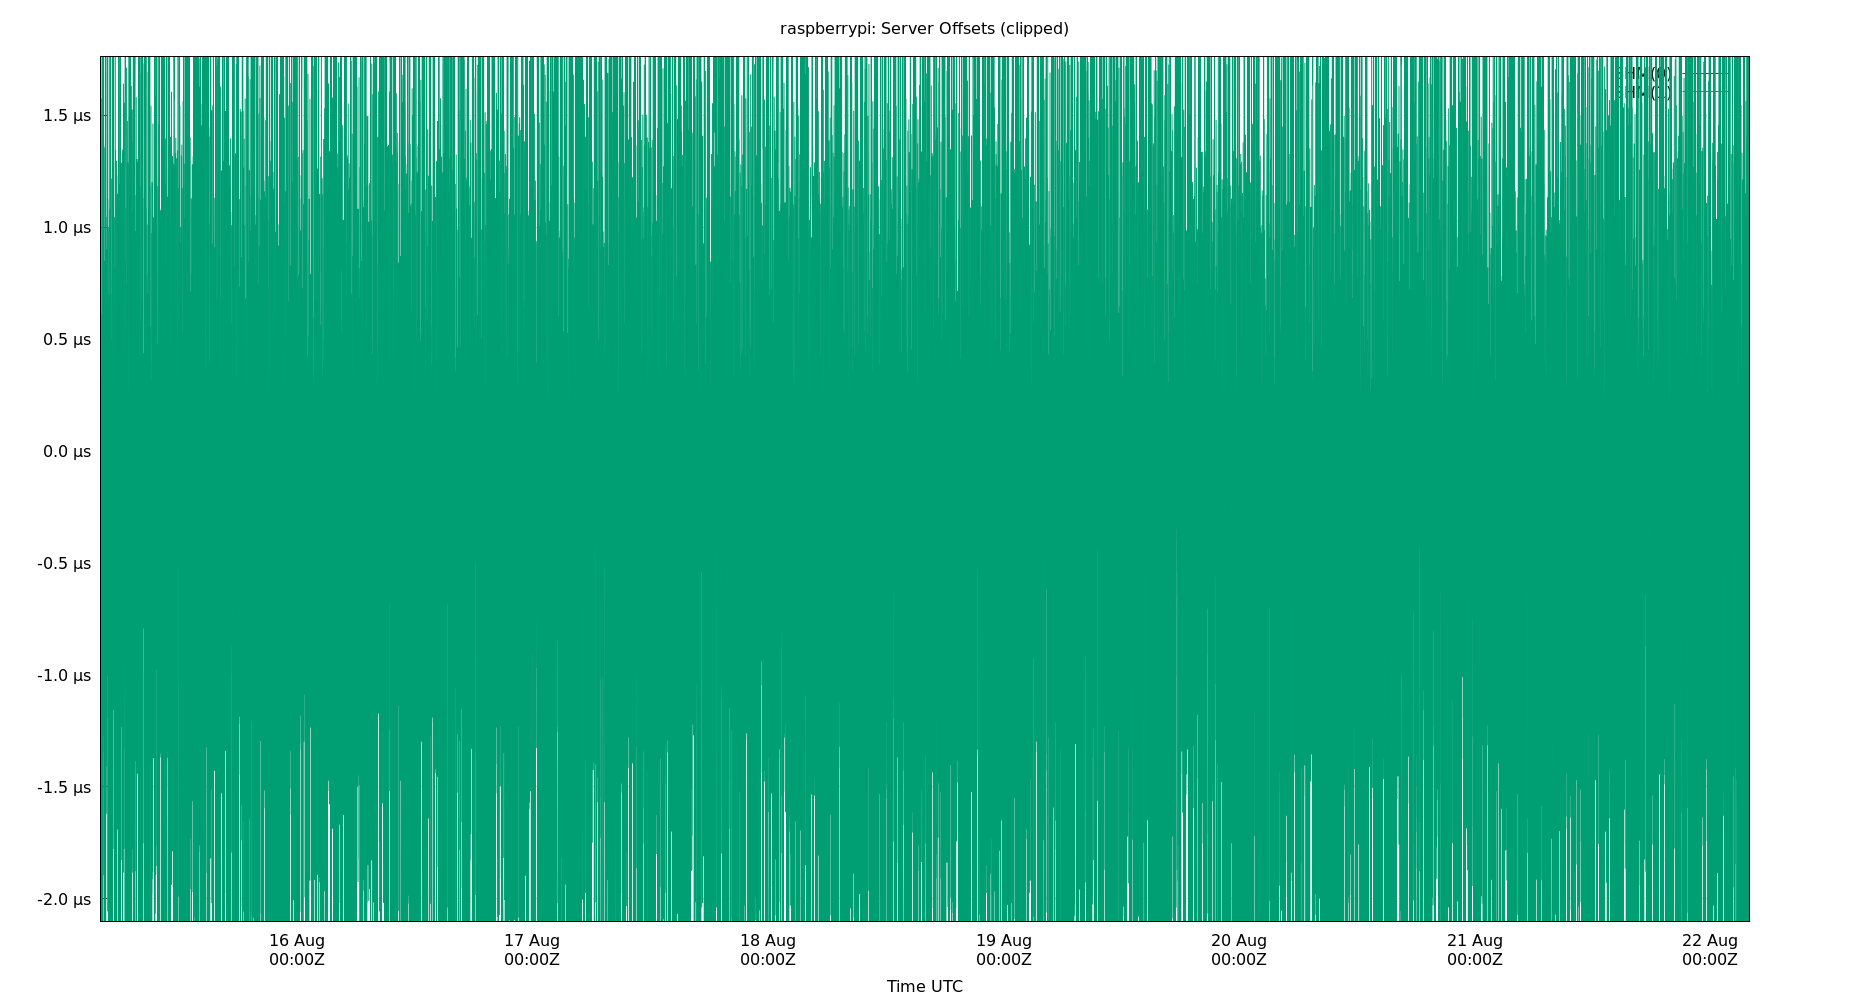 raspberrypi: Server Offsets (clipped)
1.5 µs
1.0 µs
0.5 µs
0.0 µs
-0.5 µs
-1.0 µs
-1.5 µs
-2.0 µs
16 Aug 17 Aug 18 Aug 19 Aug 20 Aug 21 Aug 22 Aug
00:00Z 00:00Z 00:00Z 00:00Z 00:00Z 00:00Z 00:00Z
Time UTC